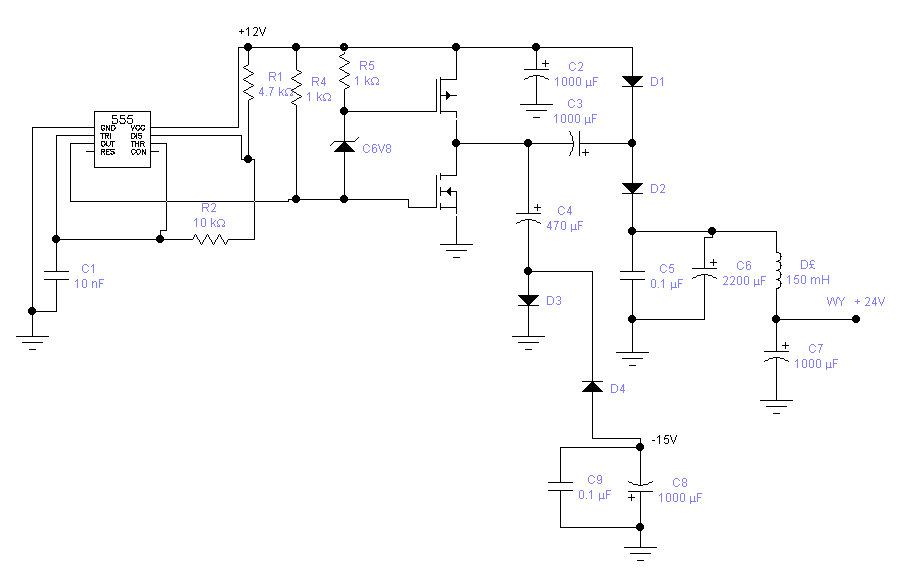 +12V
R1
4.7 kΩ
R4
1 kΩ
R5
1 kΩ
C2
1000 µF
D1
C3
1000 µF
555
GND VCC
TRI DIS
OUT THR
RES CON
C6V8
D2
R2
10 kΩ
C4
470 µF
C1
10 nF
C5
0.1 µF
C6
2200 µF
D£
150 mH
WY + 24V
D3
C7
1000 µF
D4
-15V
C9
0.1 µF
C8
1000 µF